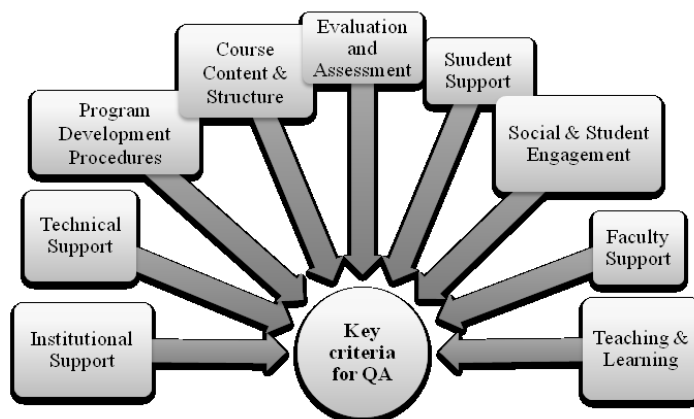 Evaluation
and
Assessment
Course
Content &
Structure
Suudent
Support
Program
Development
Procedures
Social & Student
Engagement
Technical
Support
Faculty
Support
Institutional
Support
Key
criteria
for QA
Teaching &
Learning